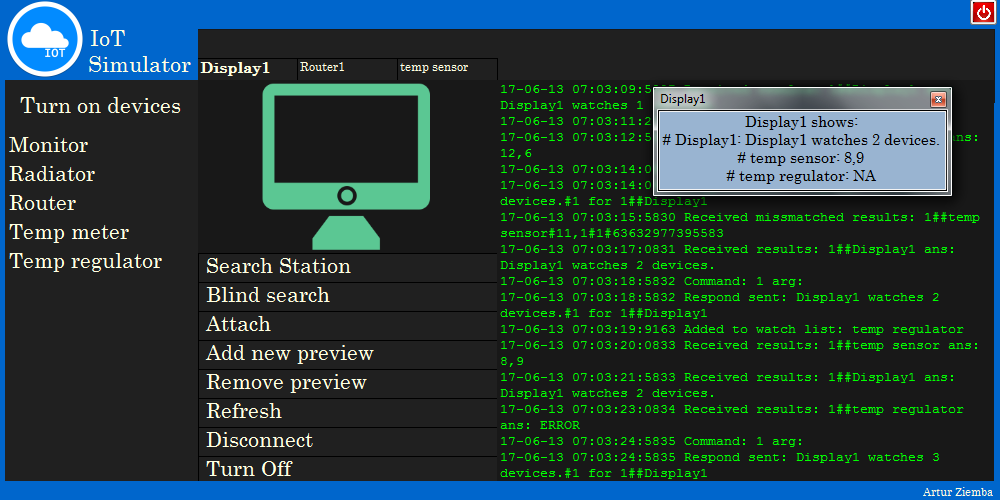 IOT
IoT
Simulator
Turn on devices
Monitor
Radiator
Router
Temp meter
Temp regulator
Display1
Router1
temp sensor
Search Station
Blind search
Attach
Add new preview
Remove preview
Refresh
Disconnect
Turn Off
17-06-13 07:03:09:5
Display1 watches 1
17-06-13 07:03:11:2
17-06-13 07:03:12:5 ans:
12,6
17-06-13 07:03:14:0
17-06-13 07:03:14:0
devices.#1 for 1##Display1
17-06-13 07:03:15:5830 Received missmatched results: 1##temp
sensor#11,1#1#63632977395583
17-06-13 07:03:17:0831 Received results: 1##Display1 ans:
Display1 watches 2 devices.
17-06-13 07:03:18:5832 Command: 1 arg:
17-06-13 07:03:18:5832 Respond sent: Display1 watches 2
devices.#1 for 1##Display1
17-06-13 07:03:19:9163 Added to watch list: temp regulator
17-06-13 07:03:20:0833 Received results: 1##temp sensor ans:
8,9
17-06-13 07:03:21:5833 Received results: 1##Display1 ans:
Display1 watches 2 devices.
17-06-13 07:03:23:0834 Received results: 1##temp regulator
ans: ERROR
17-06-13 07:03:24:5835 Command: 1 arg:
17-06-13 07:03:24:5835 Respond sent: Display1 watches 3
devices.#1 for 1##Display1
Display1
Display1 shows:
# Display1: Display1 watches 2 devices.
# temp sensor: 8,9
# temp regulator: NA
Artur Ziemba